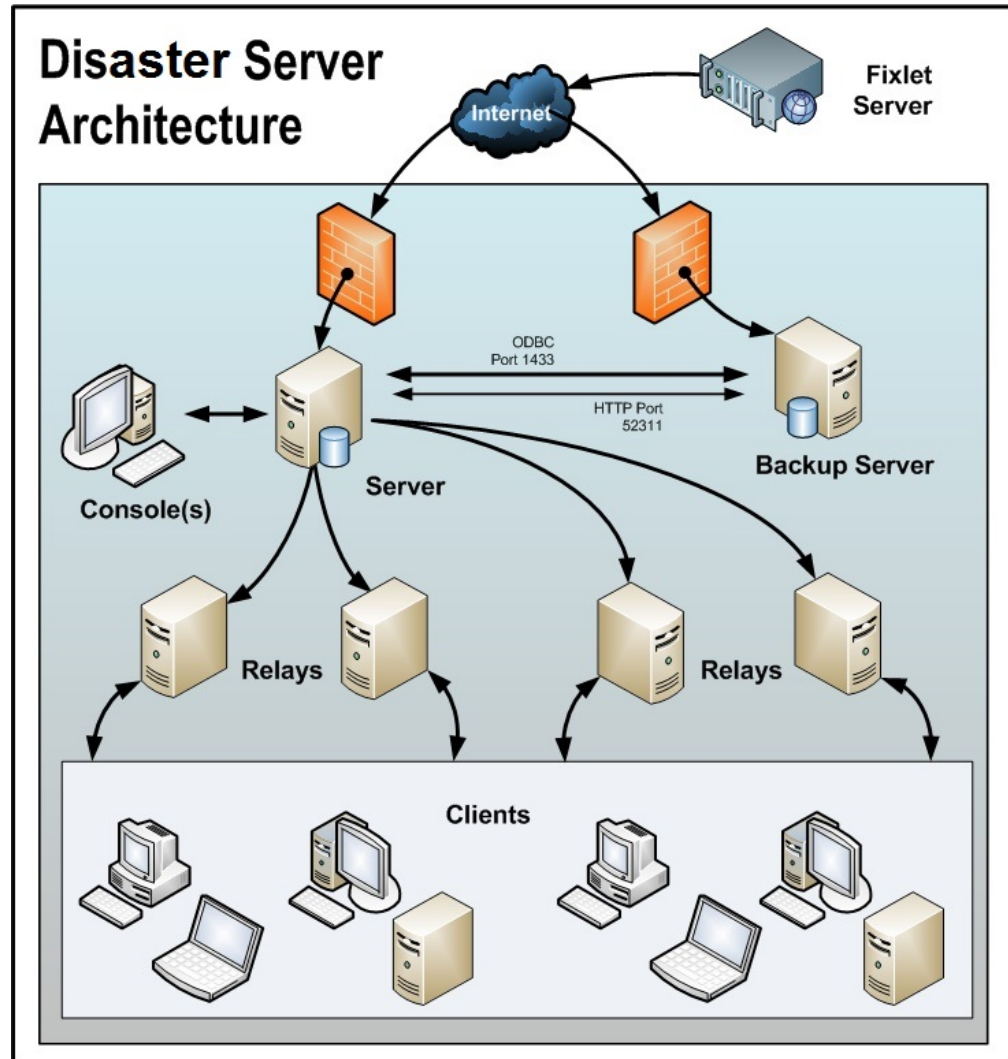 Disaster Server
Architecture
Internet
Fixlet
Server
ODBC
Port 1433
HTTP Port
52311
Server
Backup Server
Console(s)
Relays
Relays
Clients